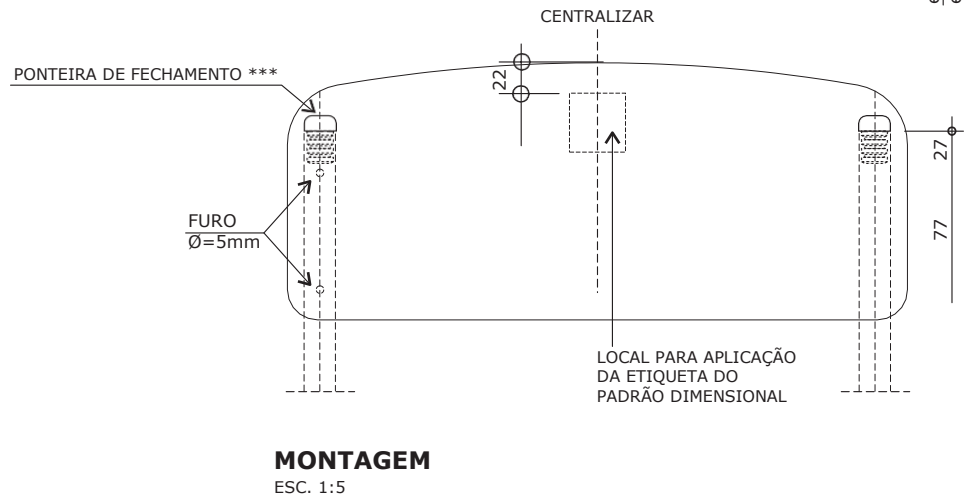 CENTRALIZAR
PONTEIRA DE FECHAMENTO ***
22
27
FURO
Ø=5mm
77
LOCAL PARA APLICAÇÃO
DA ETIQUETA DO
PADRÃO DIMENSIONAL
MONTAGEM
ESC. 1:5